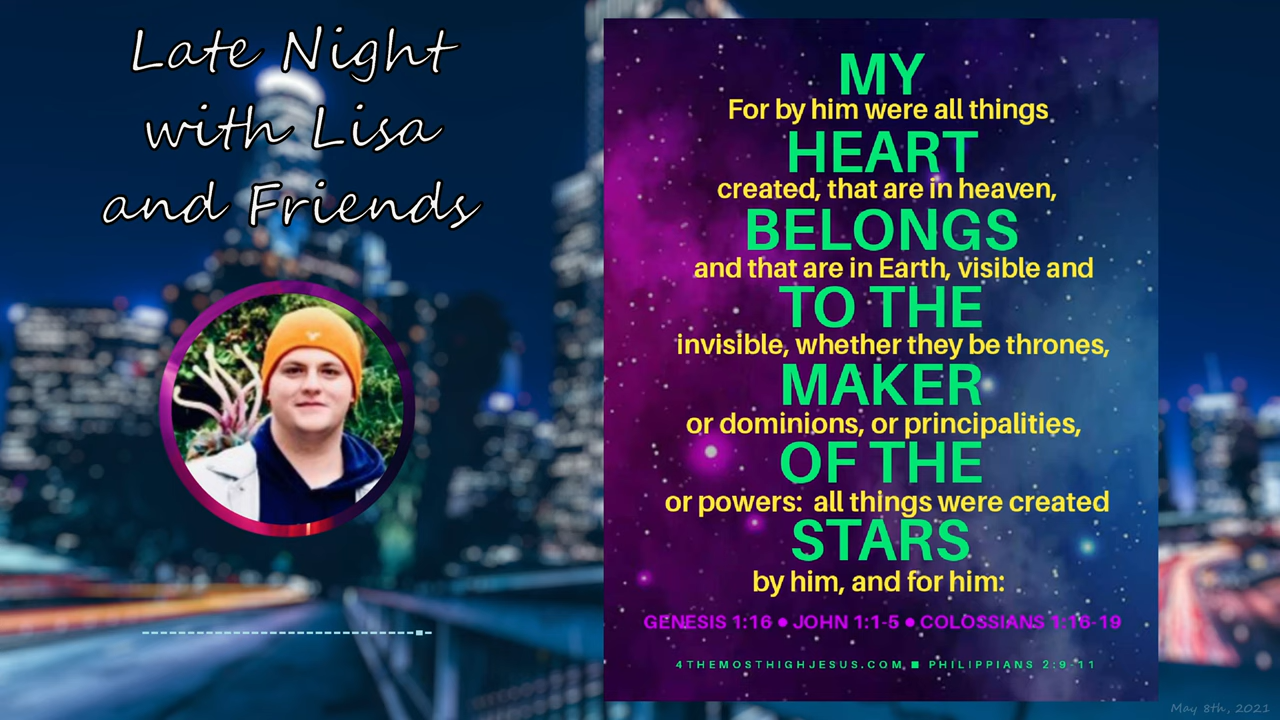 Late Night
with Lisa
and Friends
MY
For by him were all things
HEART
created, that are in heaven,
BELONGS
and that are in Earth, visible and
TO THE
invisible, whether they be thrones,
MAKER
or dominions, or principalities,
OF THE
or powers: all things were created
STARS
by him, and for him:
GENESIS 1:16 ● JOHN 1:1-5 ● COLOSSIANS 1:16-19
4THEMOSTHIGHJESUS.COM ■ PHILIPPIANS 2:9-11
May 8th, 2021